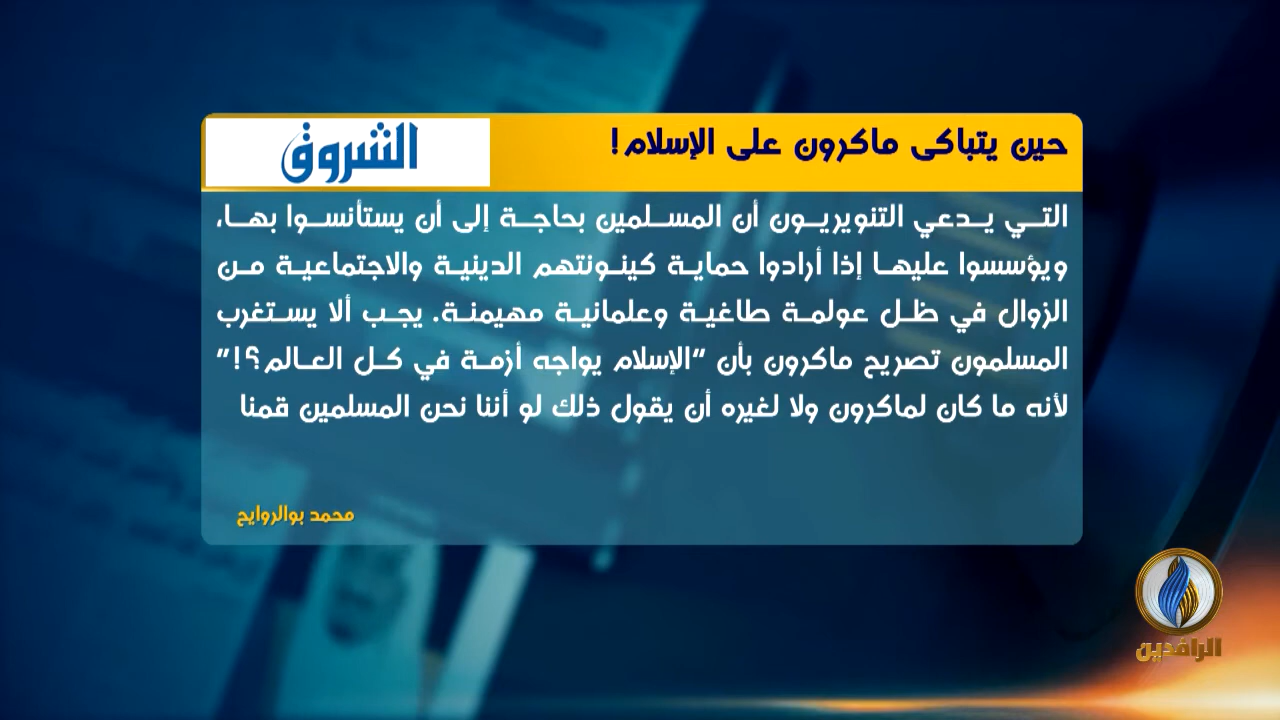 حين يتباكى ماكرون على الإسلام!
الشروق
التي يدعي التنويريون أن المسلمين بحاجة إلى أن يستأنسوا بها،
ويؤسسوا عليها إذا أرادوا حماية كينونتهم الدينية والاجتماعية من
الزوال في ظل عولمة طاغية وعلمانية مهيمنة. يجب ألا يستغرب
المسلمون تصريح ماكرون بأن "الإسلام يواجه أزمة في كل العالم؟!"
لأنه ما كان لماكرون ولا لغيره أن يقول ذلك لو أننا نحن المسلمين قمنا
محمد بوالروايح
الرافدين